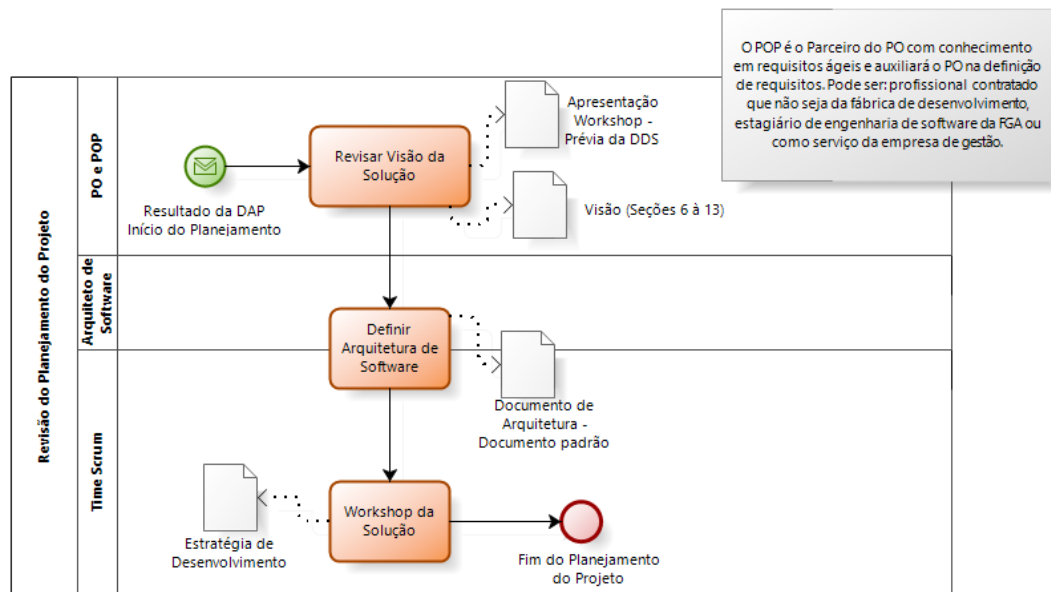 O POP é o Parceiro do PO com conhecimento
em requisitos ágeis e auxiliará o PO na definição
de requisitos. Pode ser: profissional contratado
que não seja da fábrica de desenvolvimento,
estagiário de engenharia de software da FGA ou
como serviço da empresa de gestão.
Revisão do Planejamento do Projeto
PO e POP
Resultado da DAP
Início do Planejamento
Revisar Visão da
Solução
Apresentação
Workshop -
Prévia da DDS
Visão (Seções 6 à 13)
Arquiteto de
Software
Definir
Arquitetura de
Software
Documento de
Arquitetura -
Documento padrão
Time Scrum
Estratégia de
Desenvolvimento
Workshop da
Solução
Fim do Planejamento
do Projeto